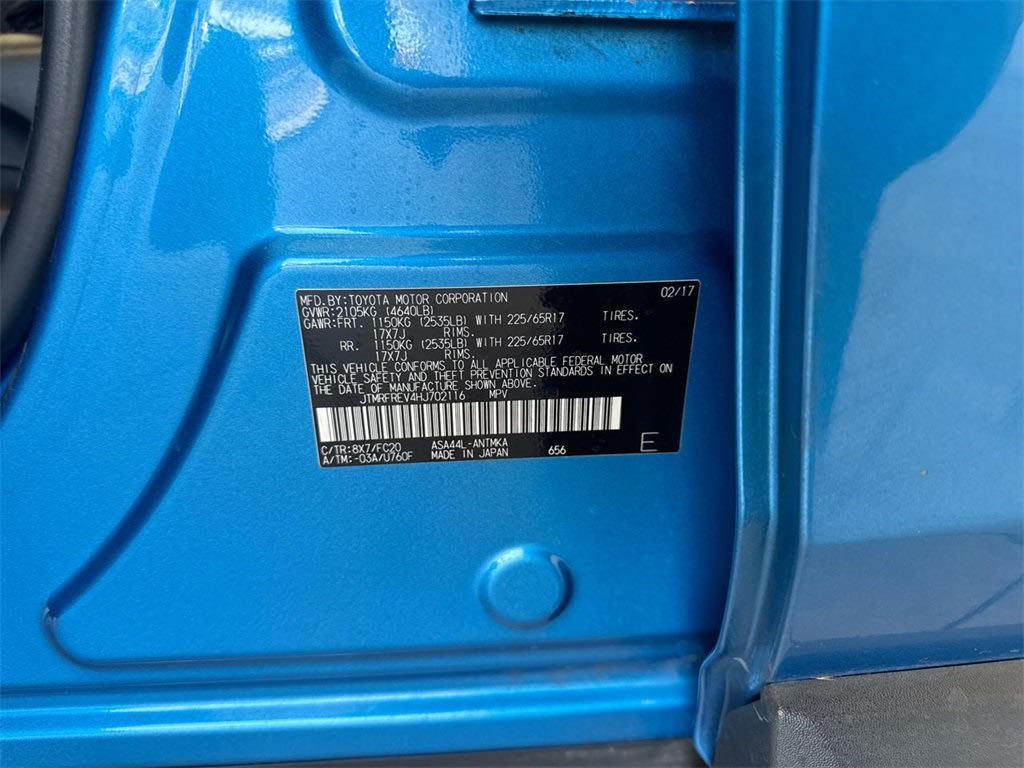 MFD.BY:TOYOTA MOTOR CORPORATION 02/17
GVWR:2105KG (4640LB)
GAWR:FRT. 1150KG (2535LB) WITH 225/65R17 TIRES.
17X7J RIMS.
RR. 1150KG (2535LB) WITH 225/65R17 TIRES.
17X7J RIMS.
THIS VEHICLE CONFORMS TO ALL APPLICABLE FEDERAL MOTOR
VEHICLE SAFETY AND THEFT PREVENTION STANDARDS IN EFFECT ON
THE DATE OF MANUFACTURE SHOWN ABOVE.
JTMRFREV4HJ702116 MPV
C/TR:8X7/FC20 ASA44L-ANTMKA
A/TM:-03A/U760F MADE IN JAPAN 656 E